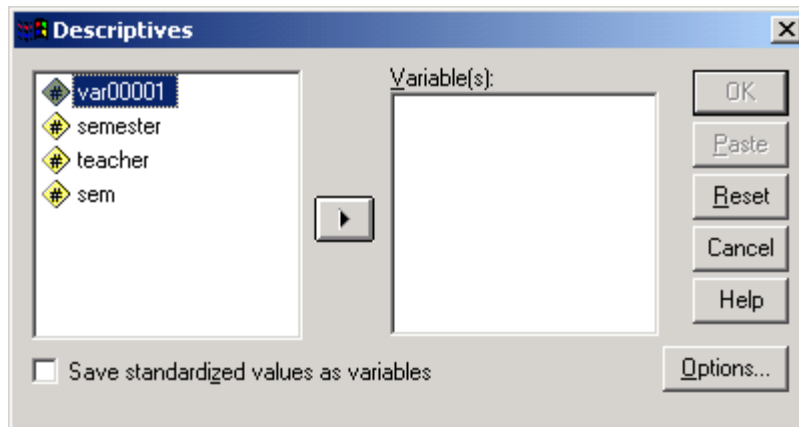 Descriptives
var00001
semester
teacher
sem
Variable(s):
OK
Paste
Reset
Cancel
Help
Save standardized values as variables
Options...